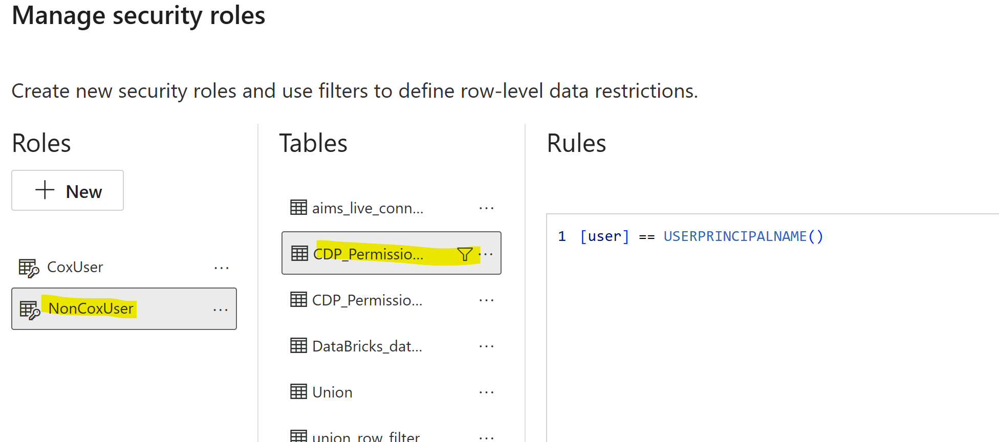 Manage security roles
Create new security roles and use filters to define row-level data restrictions.
Roles
New
CoxUser
NonCoxUser
Tables
aims_live_conn...
CDP_Permissio...
CDP_Permissio...
DataBricks_dat...
Union
union_row_filter
Rules
1 [user] == USERPRINCIPALNAME()